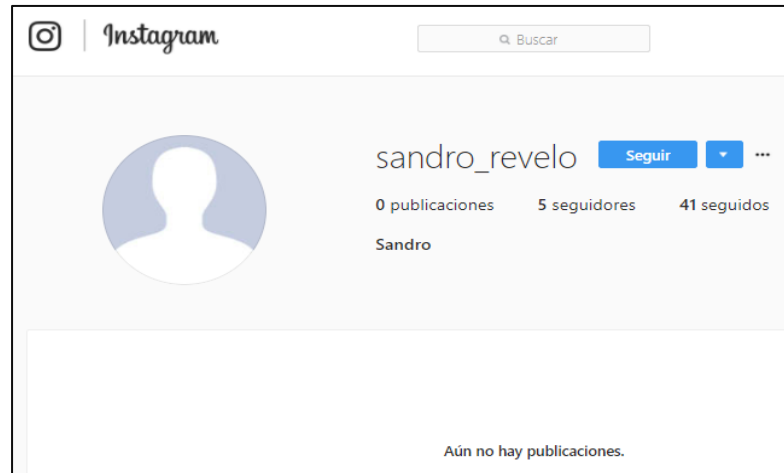 Instagram
Buscar
sandro_revelo Seguir
0 publicaciones 5 seguidores 41 seguidos
Sandro
Aún no hay publicaciones.